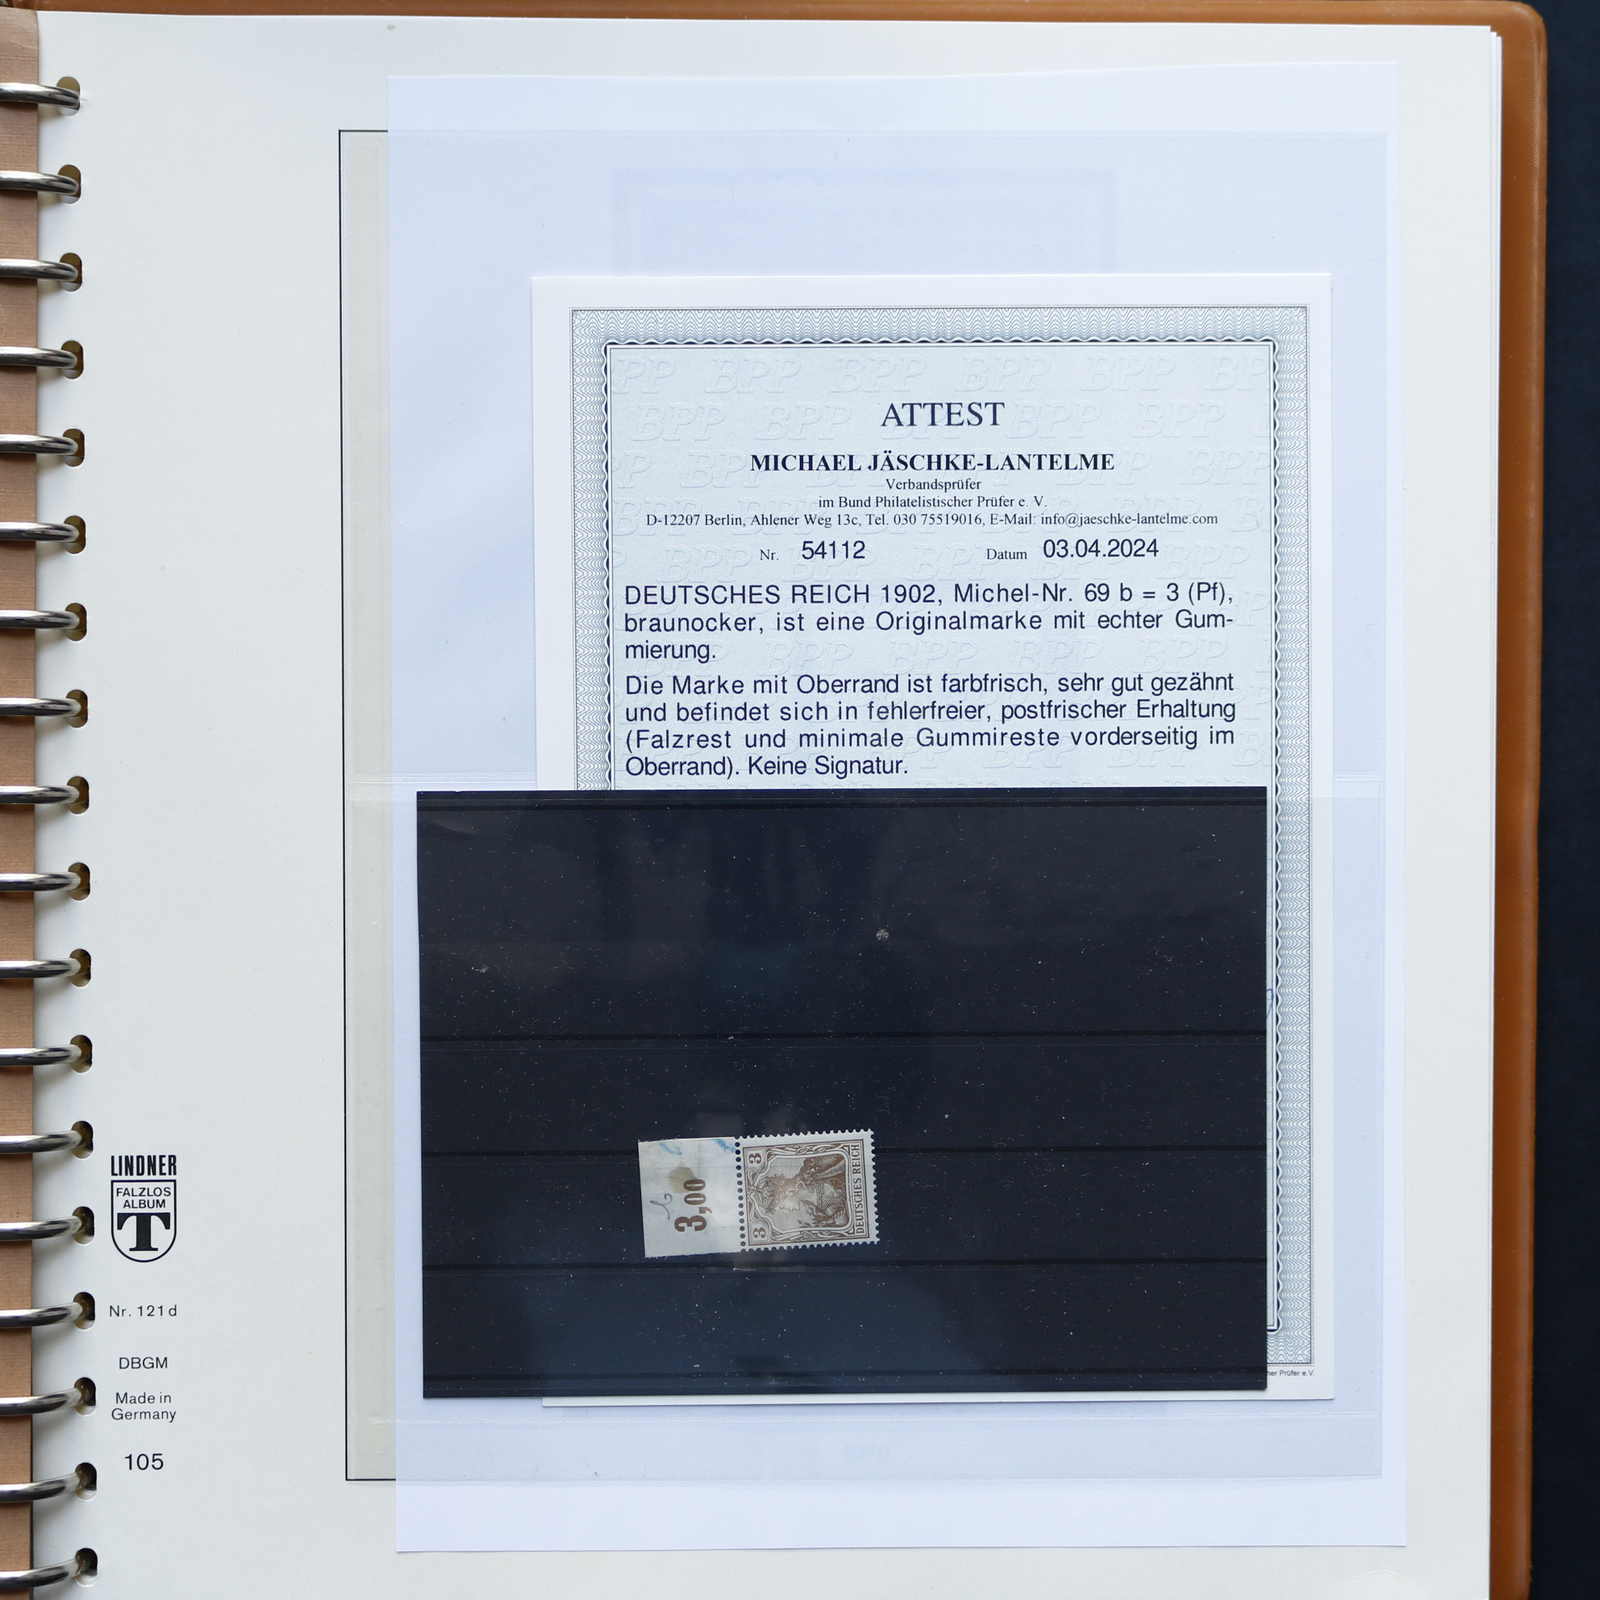 ATTEST
MICHAEL JÄSCHKE-LANTELME
Verbandsprüfer
im Bund Philatelistischer Prüfer e. V.
D-12207 Berlin, Ahlener Weg 13c, Tel. 030 75519016, E-Mail: info@jaeschke-lantelme.com
Nr. 54112 Datum 03.04.2024
DEUTSCHES REICH 1902, Michel-Nr. 69 b = 3 (Pf),
braunocker, ist eine Originalmarke mit echter Gum-
mierung.
Die Marke mit Oberrand ist farbfrisch, sehr gut gezähnt
und befindet sich in fehlerfreier, postfrischer Erhaltung
(Falzrest und minimale Gummireste vorderseitig im
Oberrand). Keine Signatur.
3,00
3 3
DEUTSCHES REICH
Prüfer e.V.
LINDNER
FALZLOS
ALBUM
T
Nr. 121 d
DBGM
Made in
Germany
105